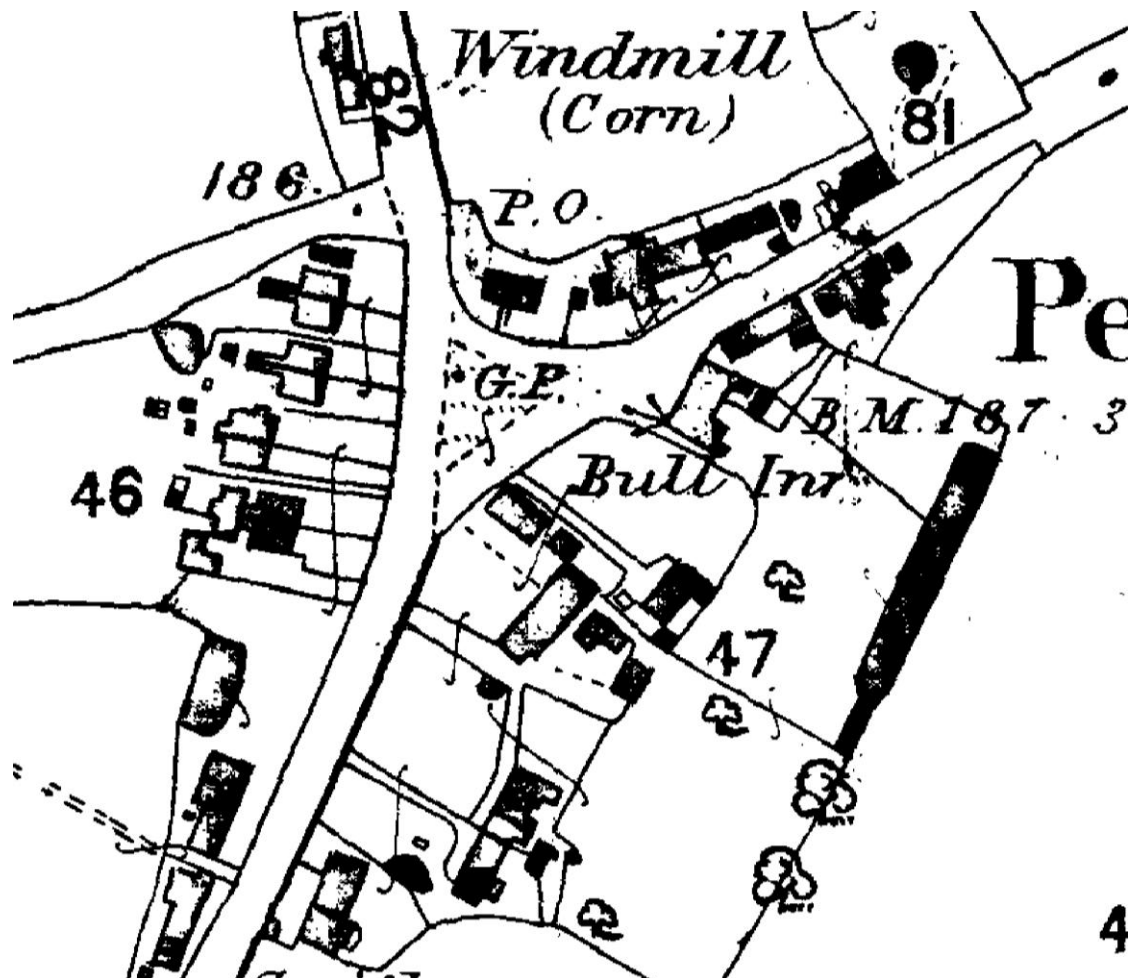 Windmill
(Corn)
82
81
186.
P.O.
Pe
G.P.
B.M. 187.3
46
Bull Inn
47
4